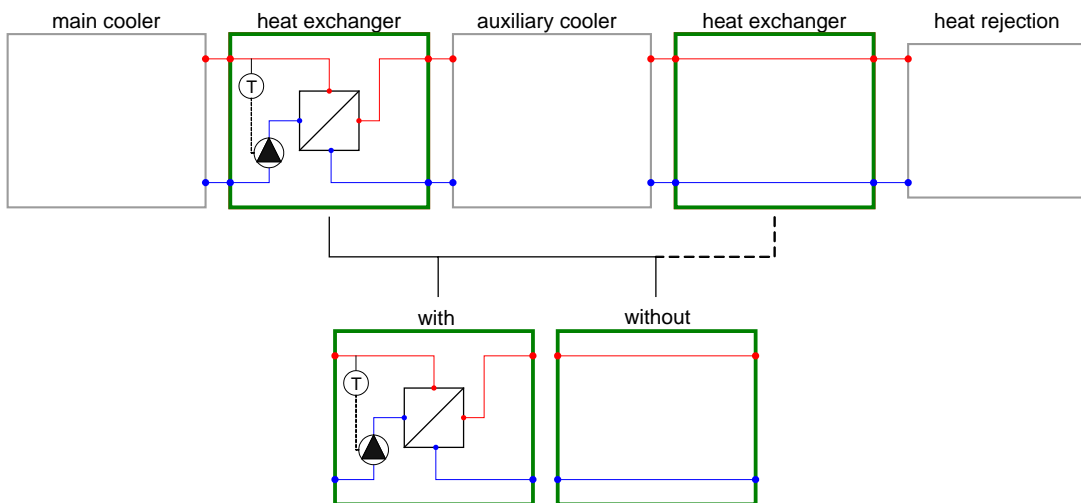 main cooler
heat exchanger
auxiliary cooler
heat exchanger
heat rejection
T
with
without
T